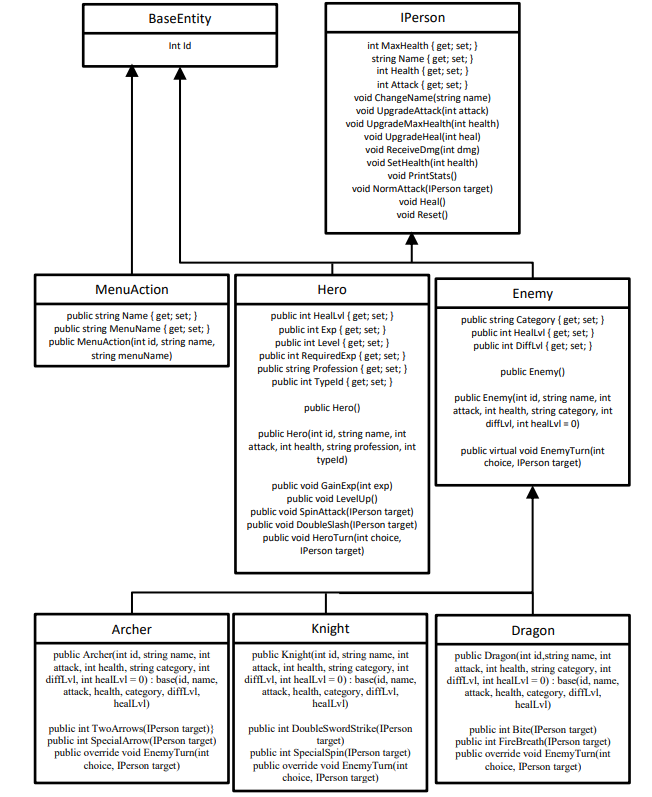 BaseEntity
Int Id
IPerson
int MaxHealth { get; set; }
string Name { get; set; }
int Health { get; set; }
int Attack { get; set; }
void ChangeName(string name)
void UpgradeAttack(int attack)
void UpgradeMaxHealth(int health)
void UpgradeHeal(int heal)
void ReceiveDmg(int dmg)
void SetHealth(int health)
void PrintStats()
void NormAttack(IPerson target)
void Heal()
void Reset()
MenuAction
public string Name { get; set; }
public string MenuName { get; set; }
public MenuAction(int id, string name,
string menuName)
Hero
public int HealLvl { get; set; }
public int Exp { get; set; }
public int Level { get; set; }
public int RequiredExp { get; set; }
public string Profession { get; set; }
public int TypeId { get; set; }
public Hero()
public Hero(int id, string name, int
attack, int health, string profession, int
typeId)
public void GainExp(int exp)
public void LevelUp()
public void SpinAttack(IPerson target)
public void DoubleSlash(IPerson target)
public void HeroTurn(int choice,
IPerson target)
Enemy
public string Category { get; set; }
public int HealLvl { get; set; }
public int DiffLvl { get; set; }
public Enemy()
public Enemy(int id, string name, int
attack, int health, string category, int
diffLvl, int healLvl = 0)
public virtual void EnemyTurn(int
choice, IPerson target)
Archer
public Archer(int id, string name, int
attack, int health, string category, int
diffLvl, int healLvl = 0) : base(id, name,
attack, health, category, diffLvl,
healLvl)
public int TwoArrows(IPerson target)}
public int SpecialArrow(IPerson target)
public override void EnemyTurn(int
choice, IPerson target)
Knight
public Knight(int id, string name, int
attack, int health, string category, int
diffLvl, int healLvl = 0) : base(id, name,
attack, health, category, diffLvl,
healLvl)
public int DoubleSwordStrike(IPerson
target)
public int SpecialSpin(IPerson target)
public override void EnemyTurn(int
choice, IPerson target)
Dragon
public Dragon(int id,string name, int
attack, int health, string category, int
diffLvl, int healLvl = 0) : base(id, name,
attack, health, category, diffLvl,
healLvl)
public int Bite(IPerson target)
public int FireBreath(IPerson target)
public override void EnemyTurn(int
choice, IPerson target)